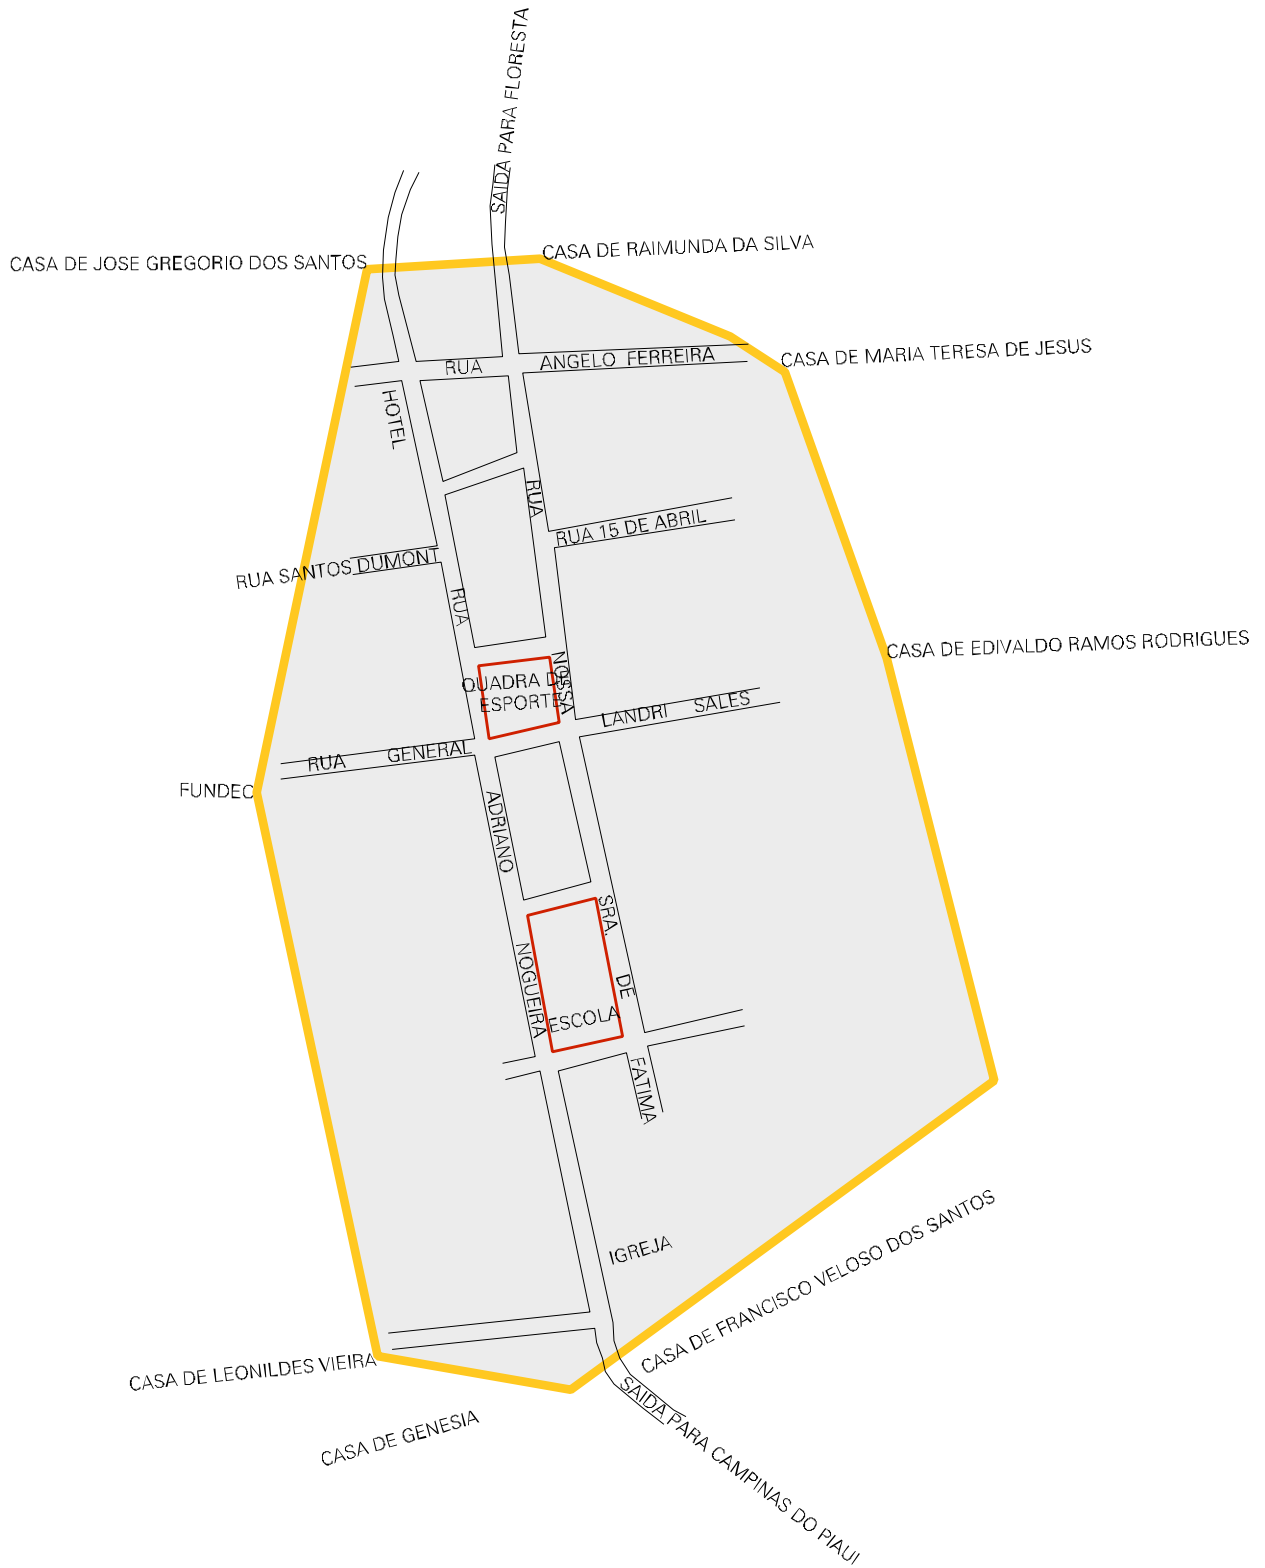 SAIDA PARA FLORESTA
CASA DE JOSE GREGORIO DOS SANTOS
CASA DE RAIMUNDA DA SILVA
RUA ANGELO FERREIRA
CASA DE MARIA TERESA DE JESUS
HOTEL
RUA
RUA 15 DE ABRIL
RUA SANTOS DUMONT
RUA
CASA DE EDIVALDO RAMOS RODRIGUES
NOSSA
QUADRA DE
ESPORTE
LANDRI SALES
RUA GENERAL
FUNDEC
ADRIANO
SRA.
NOGUEIRA
DE
ESCOLA
FATIMA
IGREJA
CASA DE FRANCISCO VELOSO DOS SANTOS
CASA DE LEONILDES VIEIRA
CASA DE GENESIA
SAIDA PARA CAMPINAS DO PIAUI